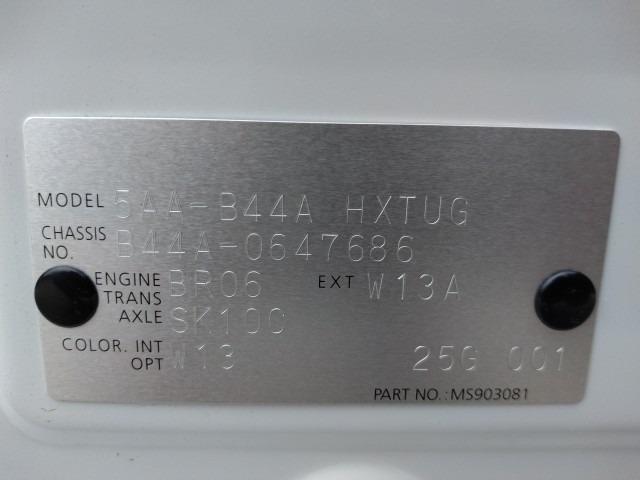 MODEL 5AA-B44A HXTUG
CHASSIS NO. B44A-0647686
ENGINE BR06 EXT W13A
TRANS
AXLE SK10C
COLOR. INT W13
OPT 25G 001
PART NO.: MS903081